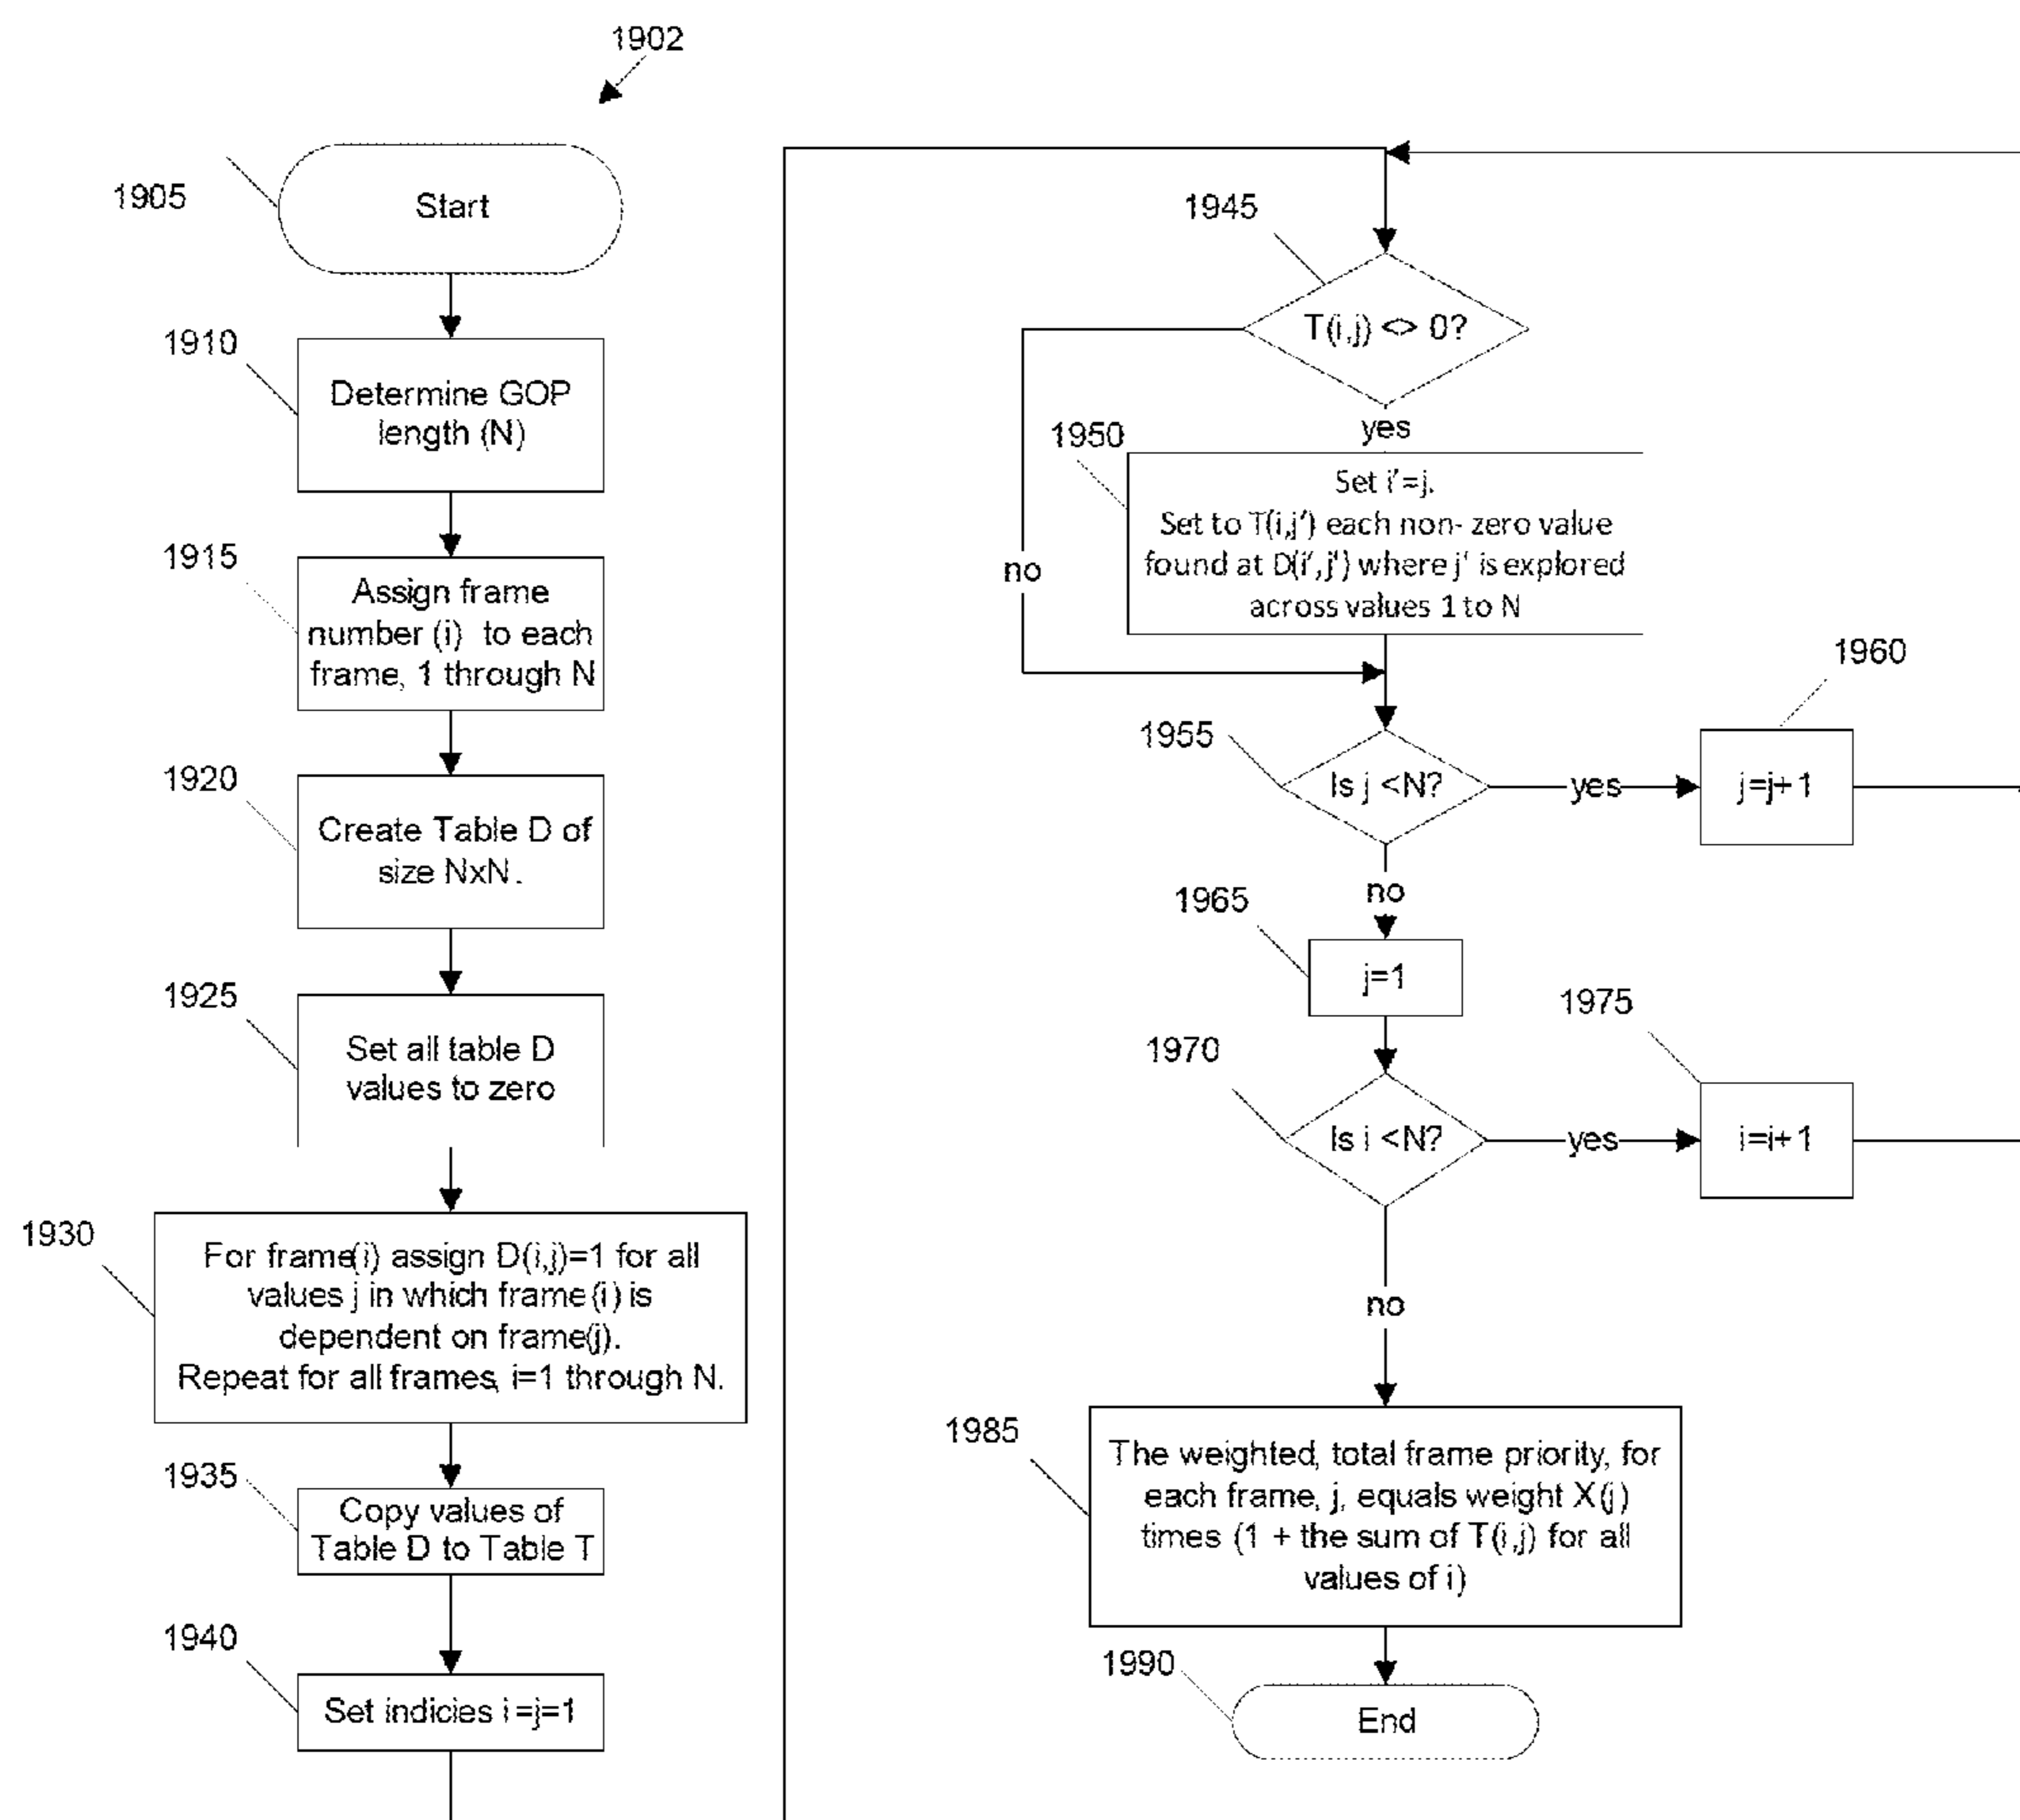 1902
1905
Start
1910
Determine GOP
length (N)
1915
Assign frame
number (i) to each
frame, 1 through N
1920
Create Table D of
size NxN.
1925
Set all table D
values to zero
1930
For frame(i) assign D(i,j)=1 for all
values j in which frame(i) is
dependent on frame(j).
Repeat for all frames, i=1 through N.
1935
Copy values of
Table D to Table T
1940
Set indicies i=j=1
1945
T(i,j) <> 0?
yes
no
1950
Set i'=j.
Set to T(i,j') each non- zero value
found at D(i',j') where j' is explored
across values 1 to N
1955
Is j <N?
yes
1960
j=j+1
no
1965
j=1
1970
Is i <N?
yes
1975
i=i+1
no
1985
The weighted, total frame priority, for
each frame, j, equals weight X(j)
times (1 + the sum of T(i,j) for all
values of i)
1990
End